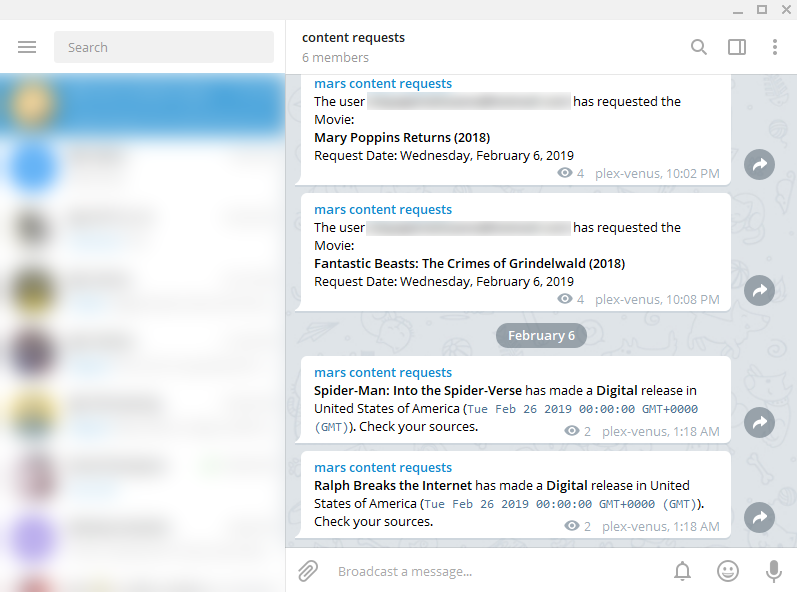 Search
content requests
6 members
mars content requests
The user has requested the
Movie:
Mary Poppins Returns (2018)
Request Date: Wednesday, February 6, 2019
4 plex-venus, 10:02 PM
mars content requests
The user has requested the
Movie:
Fantastic Beasts: The Crimes of Grindelwald (2018)
Request Date: Wednesday, February 6, 2019
4 plex-venus, 10:08 PM
February 6
mars content requests
Spider-Man: Into the Spider-Verse has made a Digital release in
United States of America (Tue Feb 26 2019 00:00:00 GMT+0000
(GMT)). Check your sources.
2 plex-venus, 1:18 AM
mars content requests
Ralph Breaks the Internet has made a Digital release in United
States of America (Tue Feb 26 2019 00:00:00 GMT+0000 (GMT)).
Check your sources.
2 plex-venus, 1:18 AM
Broadcast a message...